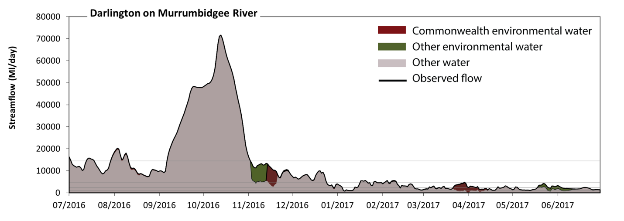 Darlington on Murrumbidgee River
Streamflow (Ml/day)
80000
70000
60000
50000
40000
30000
20000
10000
0
07/2016 08/2016 09/2016 10/2016 11/2016 12/2016 01/2017 02/2017 03/2017 04/2017 05/2017 06/2017
Commonwealth environmental water
Other environmental water
Other water
Observed flow